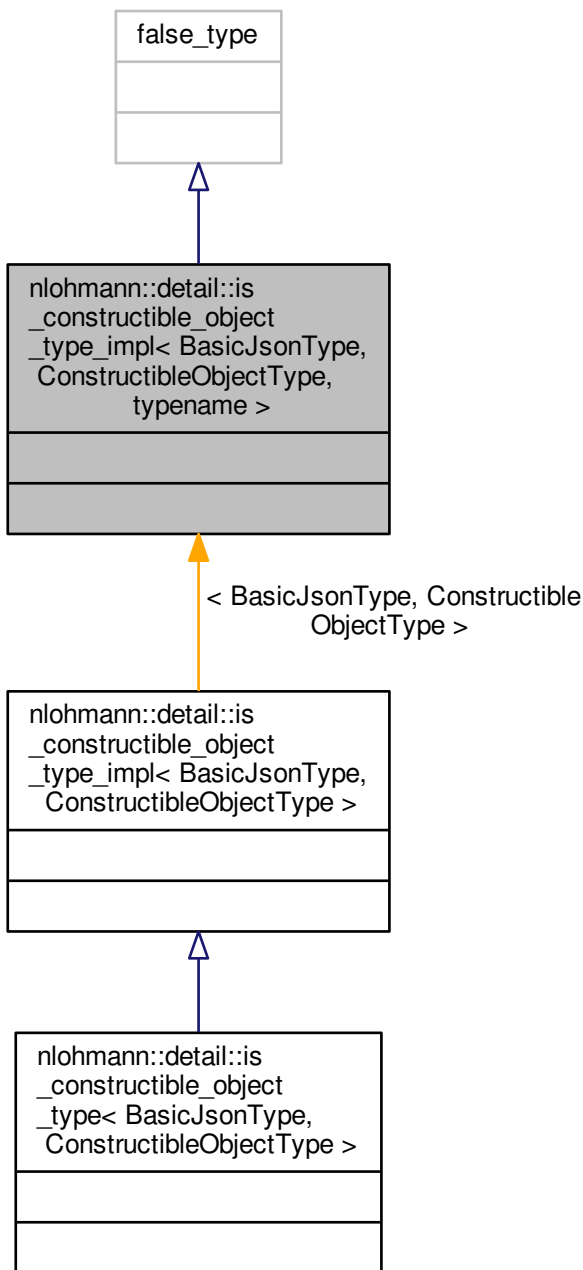 false_type
nlohmann::detail::is
_constructible_object
_type_impl< BasicJsonType,
ConstructibleObjectType,
typename >
< BasicJsonType, Constructible
ObjectType >
nlohmann::detail::is
_constructible_object
_type_impl< BasicJsonType,
ConstructibleObjectType >
nlohmann::detail::is
_constructible_object
_type< BasicJsonType,
ConstructibleObjectType >